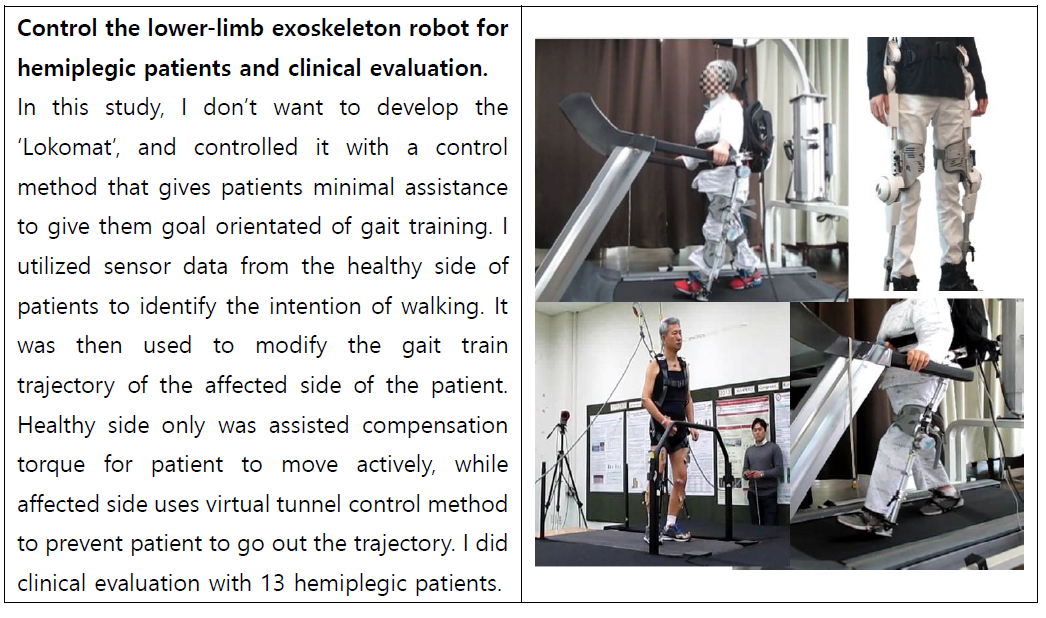 Control the lower-limb exoskeleton robot for
hemiplegic patients and clinical evaluation.
In this study, I don’t want to develop the
‘Lokomat’, and controlled it with a control
method that gives patients minimal assistance
to give them goal orientated of gait training. I
utilized sensor data from the healthy side of
patients to identify the intention of walking. It
was then used to modify the gait train
trajectory of the affected side of the patient.
Healthy side only was assisted compensation
torque for patient to move actively, while
affected side uses virtual tunnel control method
to prevent patient to go out the trajectory. I did
clinical evaluation with 13 hemiplegic patients.